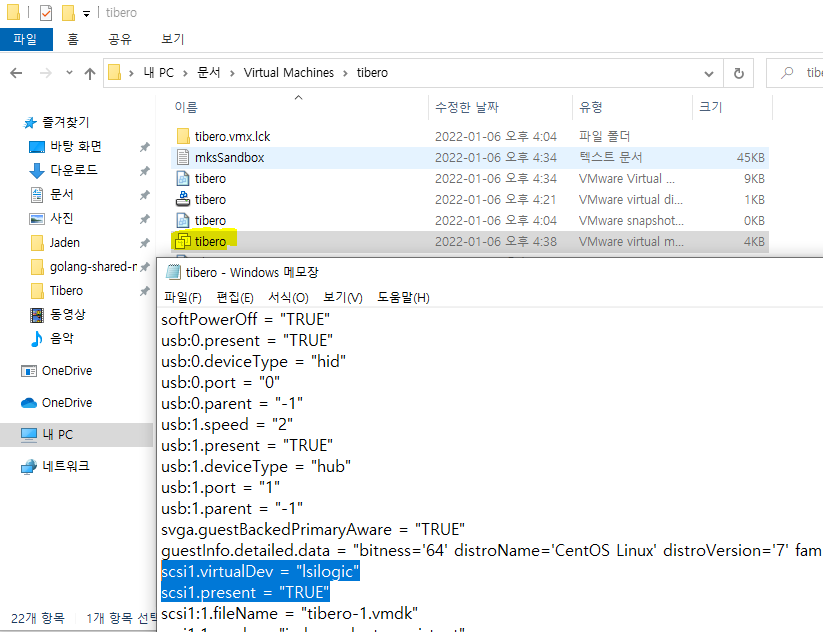 tibero
파일 홈 공유 보기
내 PC 문서 Virtual Machines tibero tibe
이름 수정한 날짜 유형 크기
즐겨찾기
바탕 화면
다운로드
문서
사진
Jaden
golang-shared-r
Tibero
동영상
음악
OneDrive
OneDrive
내 PC
네트워크
tibero.vmx.lck 2022-01-06 오후 4:04 파일 폴더
mksSandbox 2022-01-06 오후 4:34 텍스트 문서 45KB
tibero 2022-01-06 오후 4:34 VMware Virtual ... 9KB
tibero 2022-01-06 오후 4:21 VMware virtual di... 1KB
tibero 2022-01-06 오후 4:04 VMware snapshot... 0KB
tibero 2022-01-06 오후 4:38 VMware virtual m... 4KB
tibero - Windows 메모장
파일(F) 편집(E) 서식(O) 보기(V) 도움말(H)
softPowerOff = "TRUE"
usb:0.present = "TRUE"
usb:0.deviceType = "hid"
usb:0.port = "0"
usb:0.parent = "-1"
usb:1.speed = "2"
usb:1.present = "TRUE"
usb:1.deviceType = "hub"
usb:1.port = "1"
usb:1.parent = "-1"
svga.guestBackedPrimaryAware = "TRUE"
guestInfo.detailed.data = "bitness='64' distroName='CentOS Linux' distroVersion='7' fam
scsi1.virtualDev = "lsilogic"
scsi1.present = "TRUE"
scsi1:1.fileName = "tibero-1.vmdk"
22개 항목 1개 항목 선택